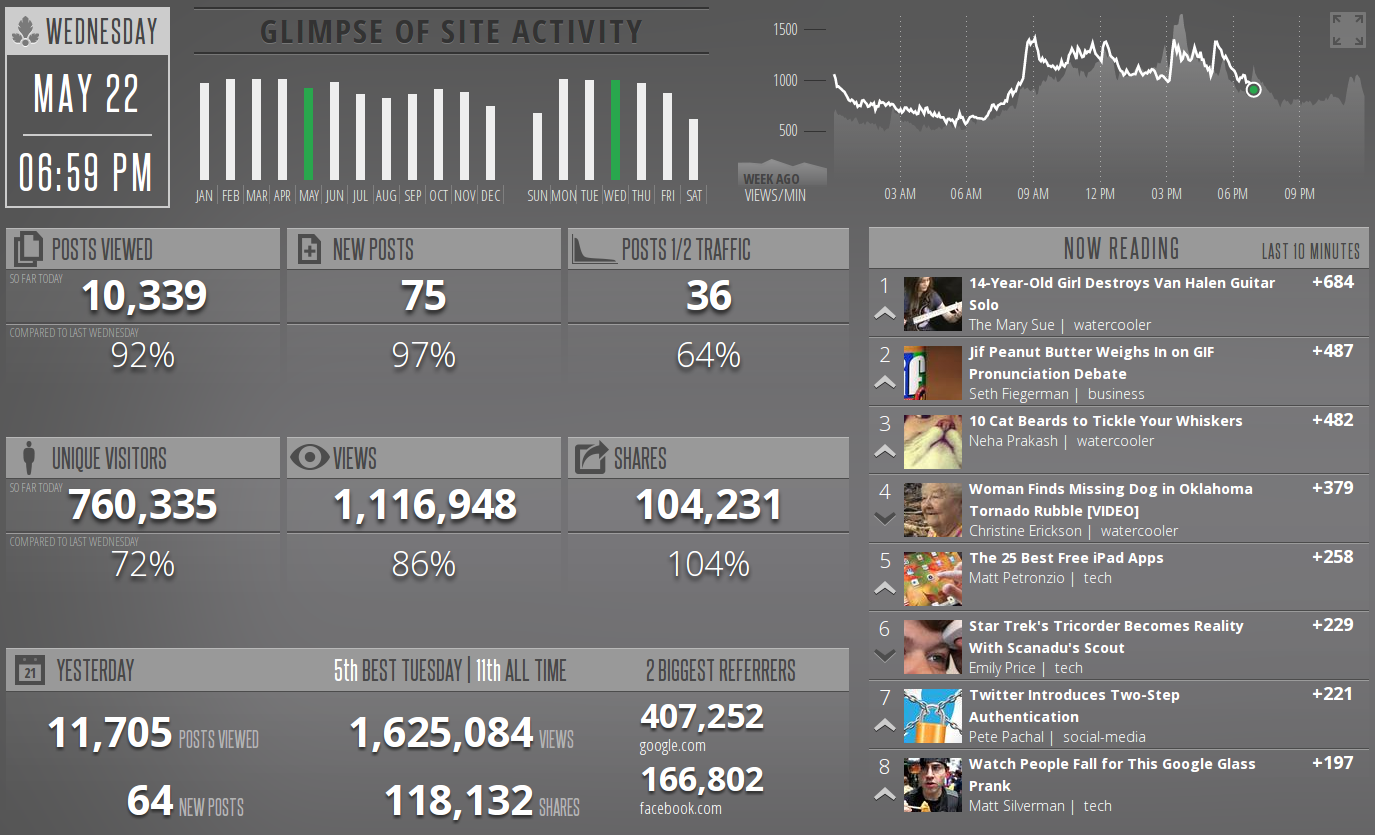 WEDNESDAY
MAY 22
06:59 PM
GLIMPSE OF SITE ACTIVITY
JAN FEB MAR APR MAY JUN JUL AUG SEP OCT NOV DEC
SUN MON TUE WED THU FRI SAT
1500
1000
500
WEEK AGO
VIEWS/MIN
03 AM 06 AM 09 AM 12 PM 03 PM 06 PM 09 PM
POSTS VIEWED
SO FAR TODAY
10,339
COMPARED TO LAST WEDNESDAY
92%
NEW POSTS
75
97%
POSTS 1/2 TRAFFIC
36
64%
UNIQUE VISITORS
SO FAR TODAY
760,335
COMPARED TO LAST WEDNESDAY
72%
VIEWS
1,116,948
86%
SHARES
104,231
104%
21
YESTERDAY
5th BEST TUESDAY | 11th ALL TIME
2 BIGGEST REFERRERS
11,705 POSTS VIEWED
1,625,084 VIEWS
407,252
google.com
64 NEW POSTS
118,132 SHARES
166,802
facebook.com
NOW READING
LAST 10 MINUTES
1
14-Year-Old Girl Destroys Van Halen Guitar
Solo
The Mary Sue | watercooler
+684
2
Jif Peanut Butter Weighs In on GIF
Pronunciation Debate
Seth Fiegerman | business
+487
3
10 Cat Beards to Tickle Your Whiskers
Neha Prakash | watercooler
+482
4
Woman Finds Missing Dog in Oklahoma
Tornado Rubble [VIDEO]
Christine Erickson | watercooler
+379
5
The 25 Best Free iPad Apps
Matt Petronzio | tech
+258
6
Star Trek's Tricorder Becomes Reality
With Scanadu's Scout
Emily Price | tech
+229
7
Twitter Introduces Two-Step
Authentication
Pete Pachal | social-media
+221
8
Watch People Fall for This Google Glass
Prank
Matt Silverman | tech
+197